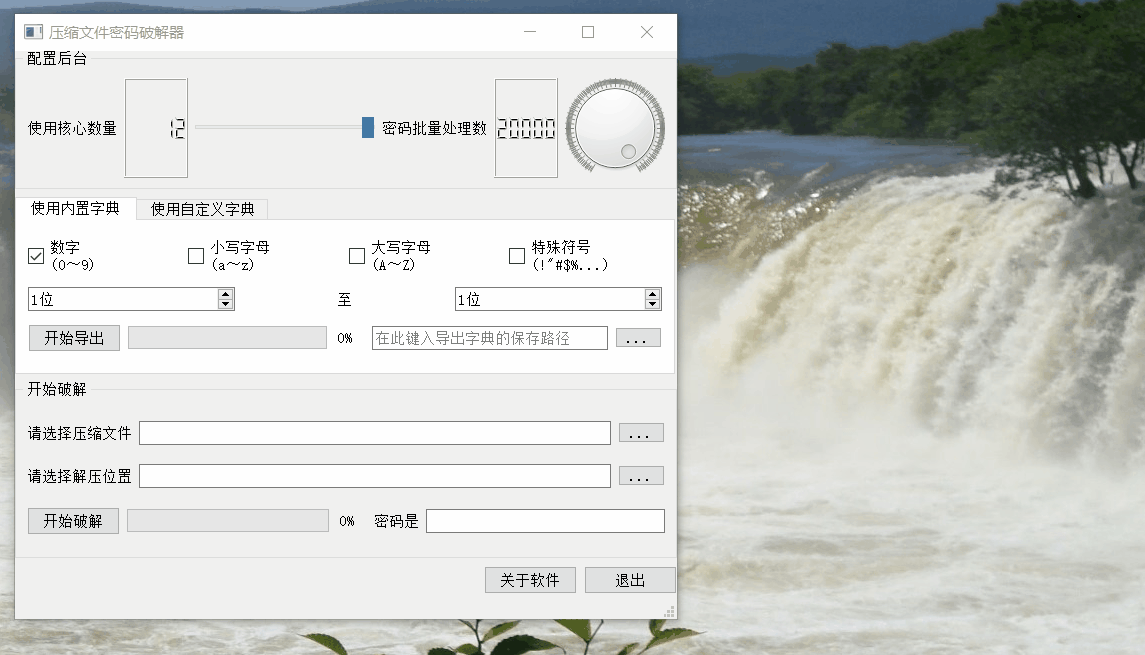 压缩文件密码破解器
配置后台
使用核心数量
12
密码批量处理数
20000
使用内置字典
使用自定义字典
数字
(0～9)
小写字母
(a～z)
大写字母
(A～Z)
特殊符号
(!"#$%...)
1位
至
1位
开始导出
0%
在此键入导出字典的保存路径
...
开始破解
请选择压缩文件
...
请选择解压位置
...
开始破解
0%
密码是
关于软件
退出